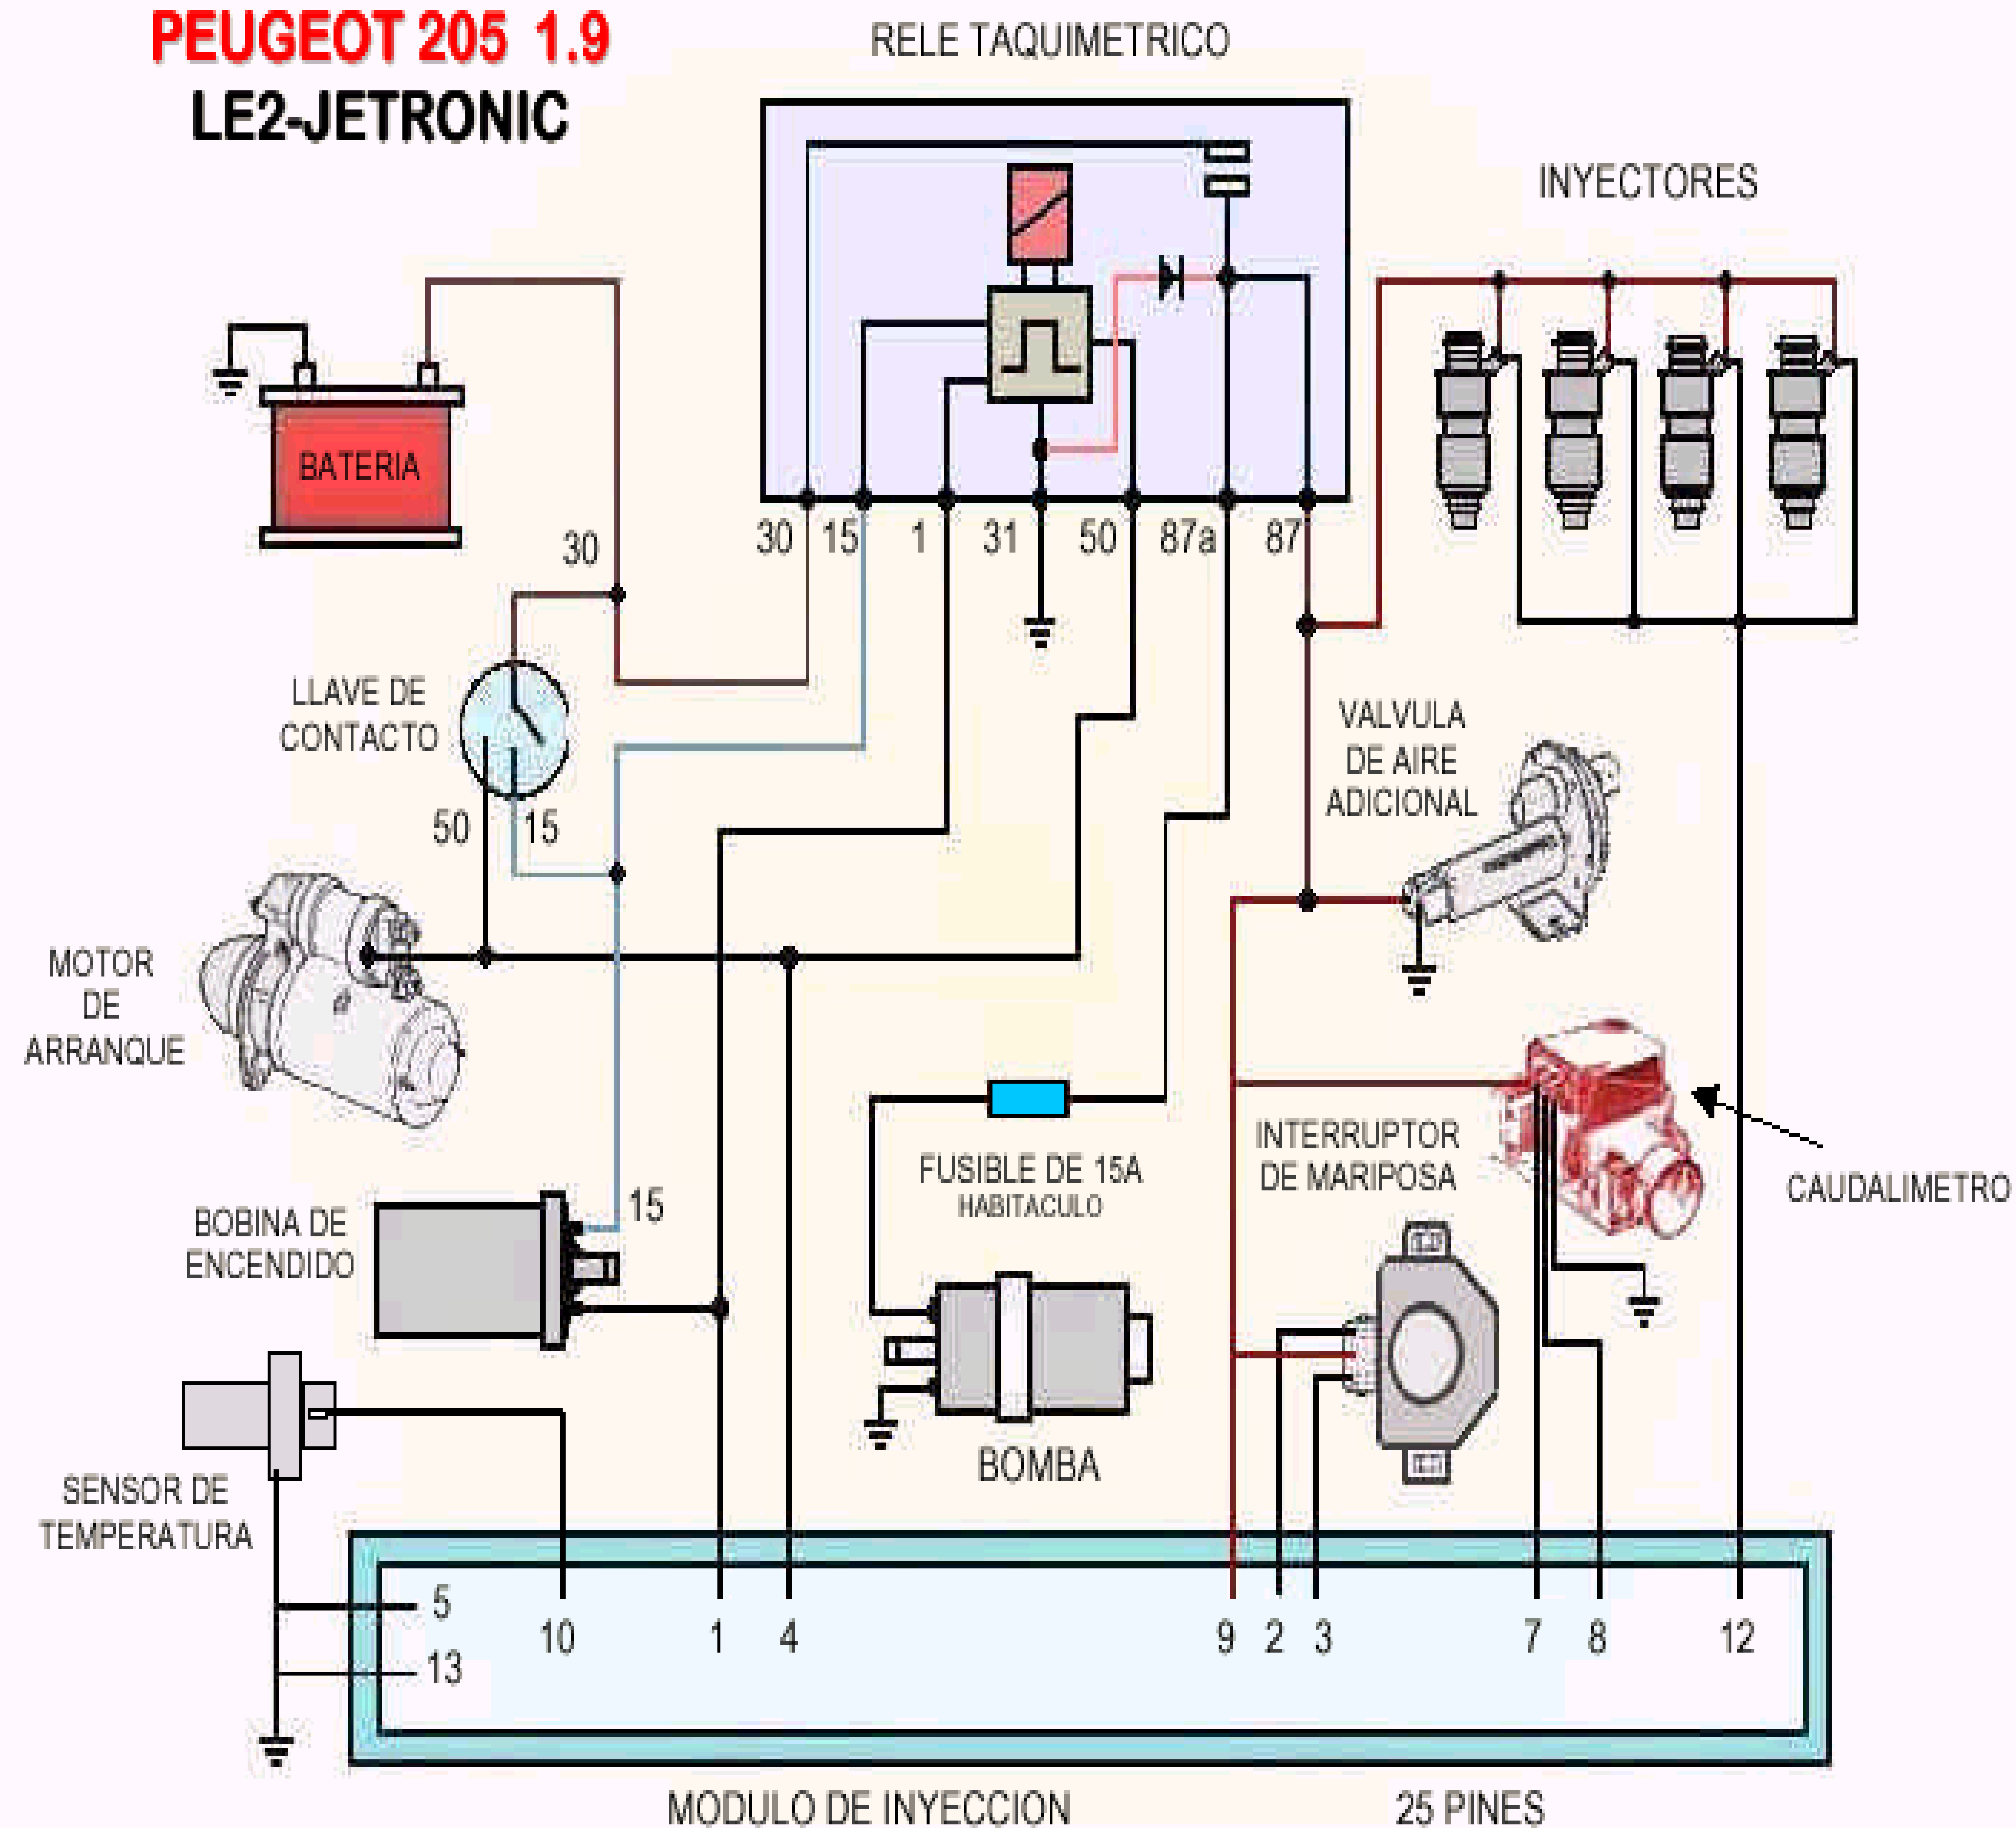 PEUGEOT 205 1.9
LE2-JETRONIC
RELE TAQUIMETRICO
INYECTORES
BATERIA
30
30 15 1 31 50 87a 87
LLAVE DE
CONTACTO
50 15
VALVULA
DE AIRE
ADICIONAL
MOTOR
DE
ARRANQUE
FUSIBLE DE 15A
HABITACULO
INTERRUPTOR
DE MARIPOSA
CAUDALIMETRO
BOBINA DE
ENCENDIDO
15
BOMBA
SENSOR DE
TEMPERATURA
5
13
10 1 4 9 2 3 7 8 12
MODULO DE INYECCION 25 PINES